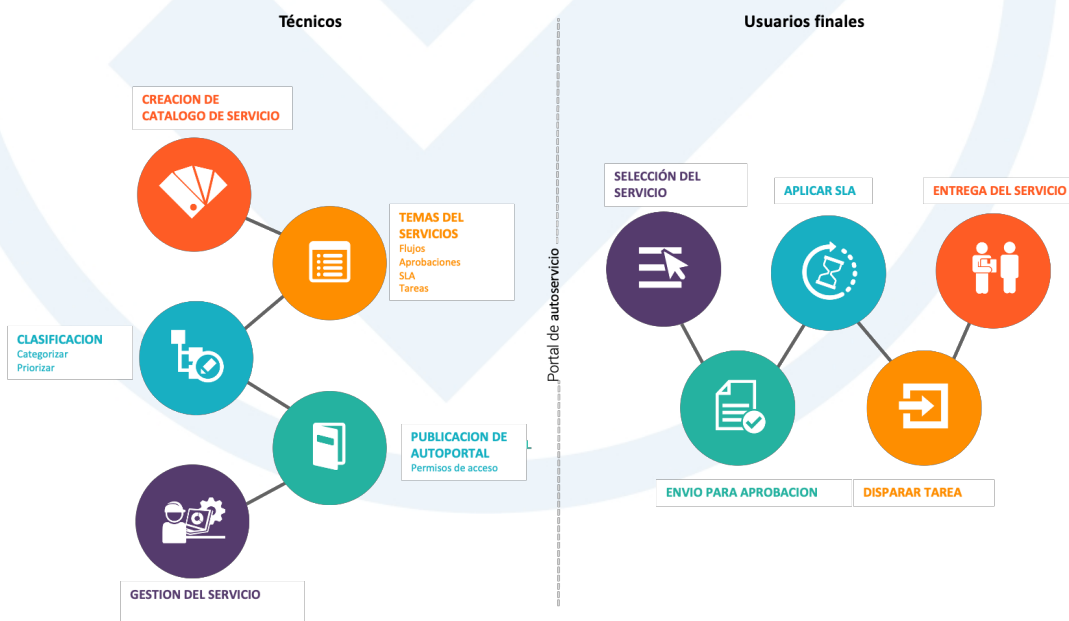 Técnicos
CREACION DE
CATALOGO DE SERVICIO
TEMAS DEL
SERVICIOS
Flujos
Aprobaciones
SLA
Tareas
CLASIFICACION
Categorizar
Priorizar
PUBLICACION DE
AUTOPORTAL
Permisos de acceso
GESTION DEL SERVICIO
Portal de autoservicio
Usuarios finales
SELECCIÓN DEL
SERVICIO
APLICAR SLA
ENTREGA DEL SERVICIO
ENVIO PARA APROBACION
DISPARAR TAREA